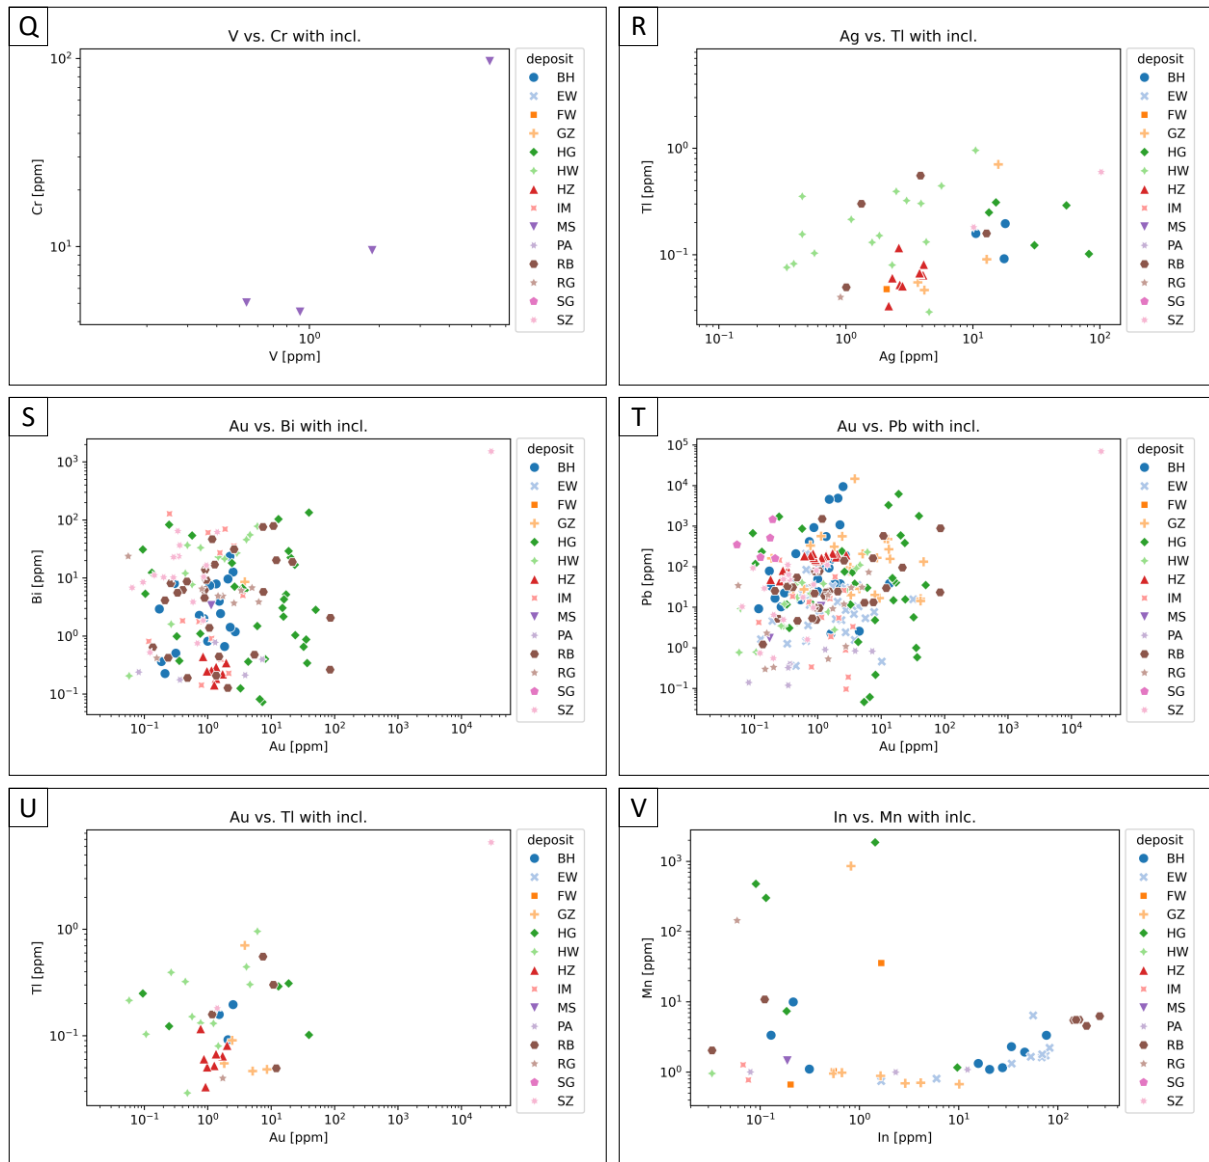 Q
V vs. Cr with incl.
Cr [ppm]
10²
10¹
10⁰
V [ppm]
deposit
BH
EW
FW
GZ
HG
HW
HZ
IM
MS
PA
RB
RG
SG
SZ
R
Ag vs. Tl with incl.
Tl [ppm]
10⁰
10⁻¹
10⁻¹ 10⁰ 10¹ 10²
Ag [ppm]
deposit
BH
EW
FW
GZ
HG
HW
HZ
IM
MS
PA
RB
RG
SG
SZ
S
Au vs. Bi with incl.
Bi [ppm]
10³
10²
10¹
10⁰
10⁻¹
10⁻¹ 10⁰ 10¹ 10² 10³ 10⁴
Au [ppm]
deposit
BH
EW
FW
GZ
HG
HW
HZ
IM
MS
PA
RB
RG
SG
SZ
T
Au vs. Pb with incl.
Pb [ppm]
10⁵
10⁴
10³
10²
10¹
10⁰
10⁻¹
10⁻¹ 10⁰ 10¹ 10² 10³ 10⁴
Au [ppm]
deposit
BH
EW
FW
GZ
HG
HW
HZ
IM
MS
PA
RB
RG
SG
SZ
U
Au vs. Tl with incl.
Tl [ppm]
10⁰
10⁻¹
10⁻¹ 10⁰ 10¹ 10² 10³ 10⁴
Au [ppm]
deposit
BH
EW
FW
GZ
HG
HW
HZ
IM
MS
PA
RB
RG
SG
SZ
V
In vs. Mn with inlc.
Mn [ppm]
10³
10²
10¹
10⁰
10⁻¹ 10⁰ 10¹ 10²
In [ppm]
deposit
BH
EW
FW
GZ
HG
HW
HZ
IM
MS
PA
RB
RG
SG
SZ